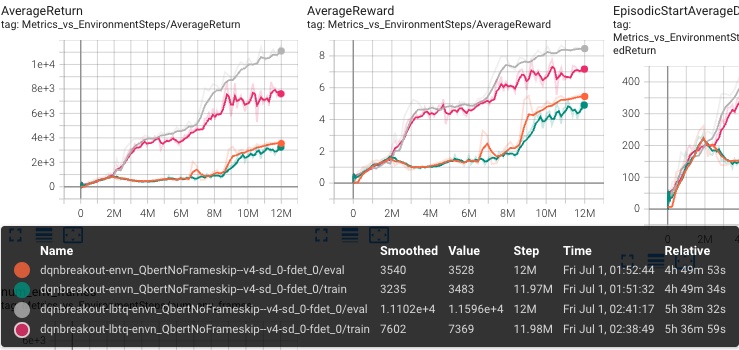 AverageReturn
tag: Metrics_vs_EnvironmentSteps/AverageReturn
1e+4
8e+3
6e+3
4e+3
2e+3
0
0 2M 4M 6M 8M 10M 12M
AverageReward
tag: Metrics_vs_EnvironmentSteps/AverageReward
8
6
4
2
0
0 2M 4M 6M 8M 10M 12M
EpisodicStartAverageD
tag:
Metrics_vs_EnvironmentSt
edReturn
400
300
200
100
0
Name Smoothed Value Step Time Relative
dqnbreakout-envn_QbertNoFrameskip--v4-sd_0-fdet_0/eval 3540 3528 12M Fri Jul 1, 01:52:44 4h 49m 53s
dqnbreakout-envn_QbertNoFrameskip--v4-sd_0-fdet_0/train 3235 3483 11.97M Fri Jul 1, 01:51:32 4h 49m 34s
dqnbreakout-lbtq-envn_QbertNoFrameskip--v4-sd_0-fdet_0/eval 1.1102e+4 1.1596e+4 12M Fri Jul 1, 02:41:17 5h 38m 32s
dqnbreakout-lbtq-envn_QbertNoFrameskip--v4-sd_0-fdet_0/train 7602 7369 11.98M Fri Jul 1, 02:38:49 5h 36m 59s